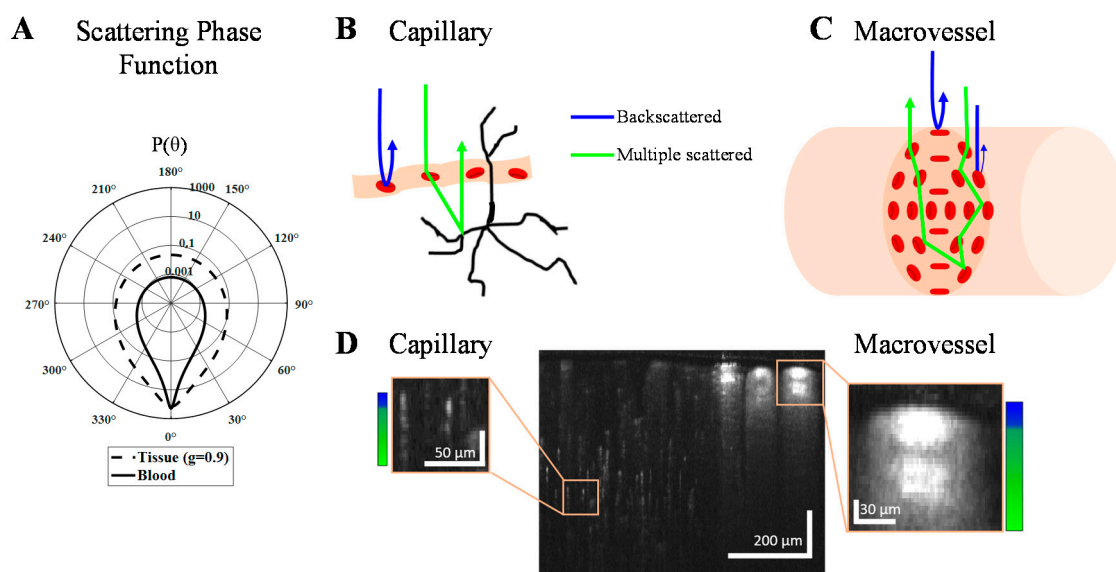 A
Scattering Phase
Function
P(θ)
180°
210°
150°
1000
10
240°
120°
0.1
0.001
270°
90°
300°
60°
330°
30°
0°
Tissue (g=0.9)
Blood
B
Capillary
Backscattered
Multiple scattered
C
Macrovessel
D
Capillary
Macrovessel
50 µm
200 µm
30 µm